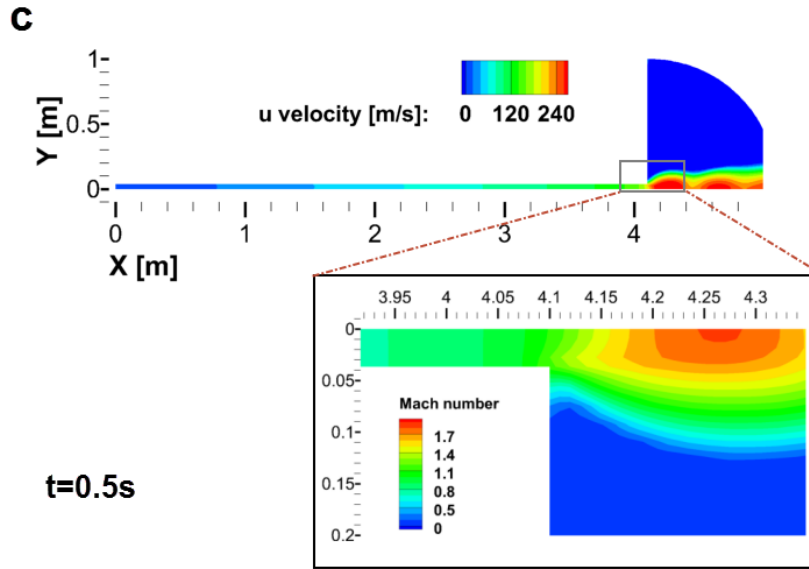 C
1
0.5
0
Y [m]
u velocity [m/s]: 0 120 240
0 1 2 3 4
X [m]
3.95 4 4.05 4.1 4.15 4.2 4.25 4.3
0
0.05
0.1
0.15
0.2
Mach number
1.7
1.4
1.1
0.8
0.5
0
t=0.5s